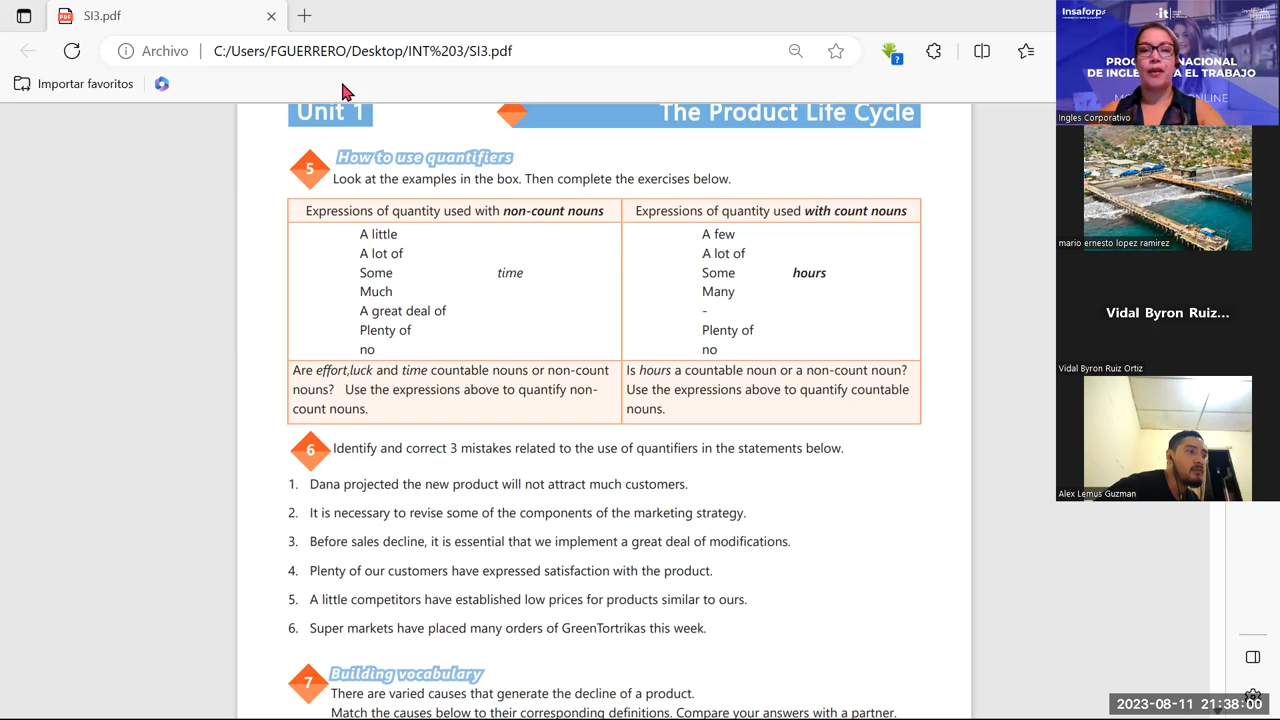 SI3.pdf
Archivo
C:/Users/FGUERRERO/Desktop/INT%203/SI3.pdf
Importar favoritos
Unit 1
The Product Life Cycle
5
How to use quantifiers
Look at the examples in the box. Then complete the exercises below.
Expressions of quantity used with non-count nouns
A little
A lot of
Some time
Much
A great deal of
Plenty of
no
Are effort,luck and time countable nouns or non-count
nouns? Use the expressions above to quantify non-
count nouns.
Expressions of quantity used with count nouns
A few
A lot of
Some hours
Many
-
Plenty of
no
Is hours a countable noun or a non-count noun?
Use the expressions above to quantify countable
nouns.
6
Identify and correct 3 mistakes related to the use of quantifiers in the statements below.
1. Dana projected the new product will not attract much customers.
2. It is necessary to revise some of the components of the marketing strategy.
3. Before sales decline, it is essential that we implement a great deal of modifications.
4. Plenty of our customers have expressed satisfaction with the product.
5. A little competitors have established low prices for products similar to ours.
6. Super markets have placed many orders of GreenTortrikas this week.
7
Building vocabulary
There are varied causes that generate the decline of a product.
Match the causes below to their corresponding definitions. Compare your answers with a partner.
Insaforp
it
Ingles Corporativo
mario ernesto lopez ramirez
Vidal Byron Ruiz...
Vidal Byron Ruiz Ortiz
Alex Lemus Guzman
2023-08-11 21:38:00